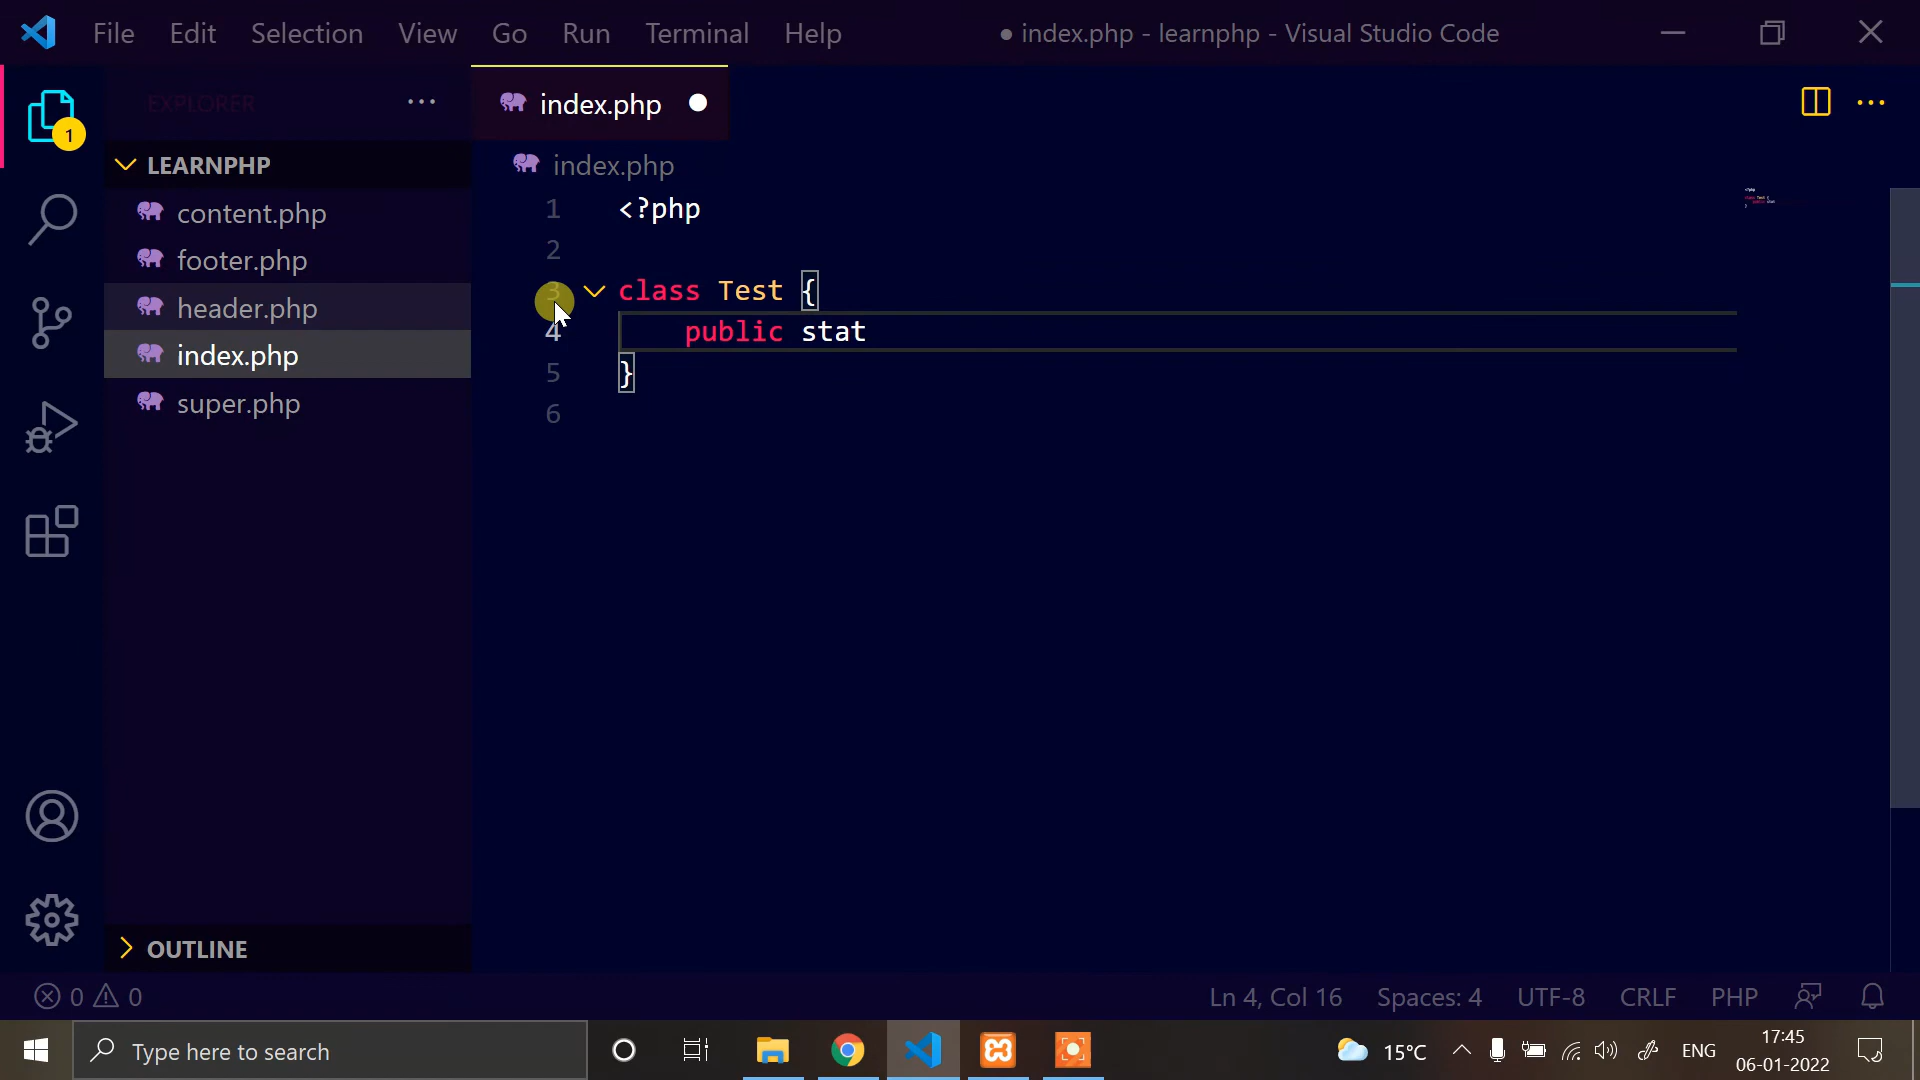 File Edit Selection View Go Run Terminal Help
● index.php - learnphp - Visual Studio Code
EXPLORER
1
LEARNPHP
content.php
footer.php
header.php
index.php
super.php
OUTLINE
index.php
index.php
1 <?php
2
3 class Test {
4 public stat
5 }
6
0 0
Ln 4, Col 16 Spaces: 4 UTF-8 CRLF PHP
Type here to search
15°C
ENG
17:45
06-01-2022